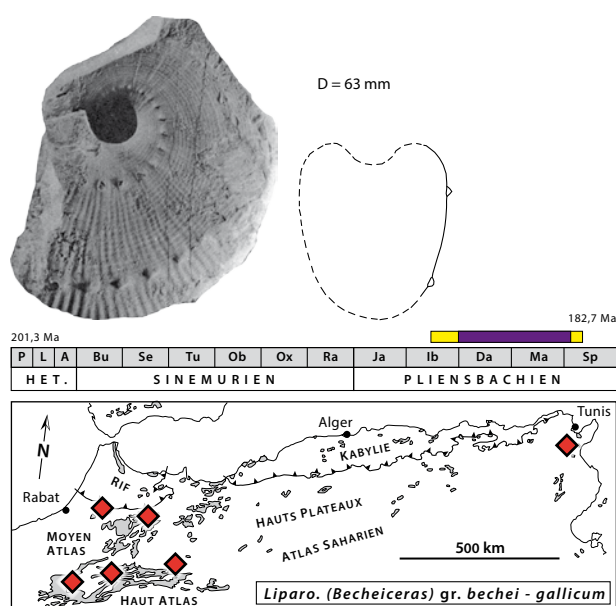 D = 63 mm
201,3 Ma
182,7 Ma
P L A Bu Se Tu Ob Ox Ra Ja Ib Da Ma Sp
HET. SINEMURIEN PLIENSBACHIEN
N
Alger
Tunis
KABYLIE
RIF
Rabat
HAUTS PLATEAUX
MOYEN
ATLAS
ATLAS SAHARIEN
500 km
HAUT ATLAS
Liparo. (Becheiceras) gr. bechei - gallicum